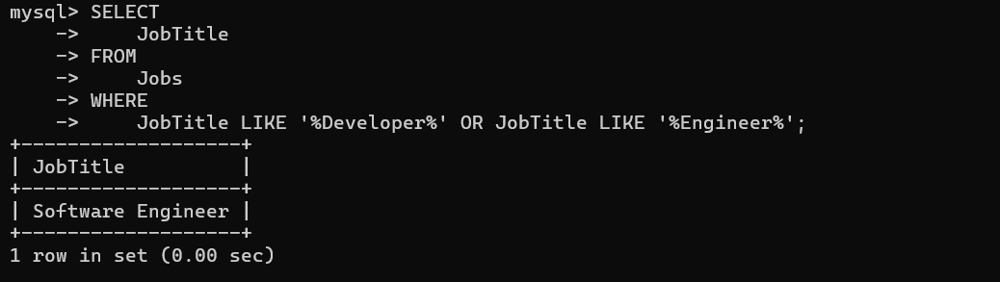 mysql> SELECT
    ->     JobTitle
    -> FROM
    ->     Jobs
    -> WHERE
    ->     JobTitle LIKE '%Developer%' OR JobTitle LIKE '%Engineer%';
+-------------------+
| JobTitle          |
+-------------------+
| Software Engineer |
+-------------------+
1 row in set (0.00 sec)